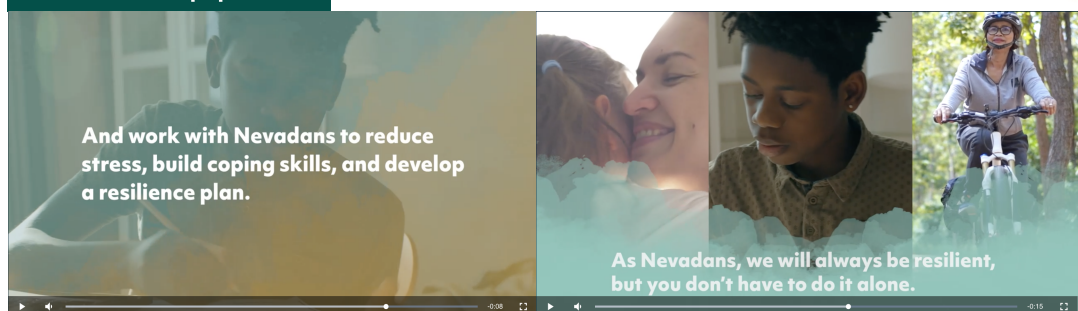 And work with Nevadans to reduce
stress, build coping skills, and develop
a resilience plan.
-0:08
As Nevadans, we will always be resilient,
but you don't have to do it alone.
-0:15